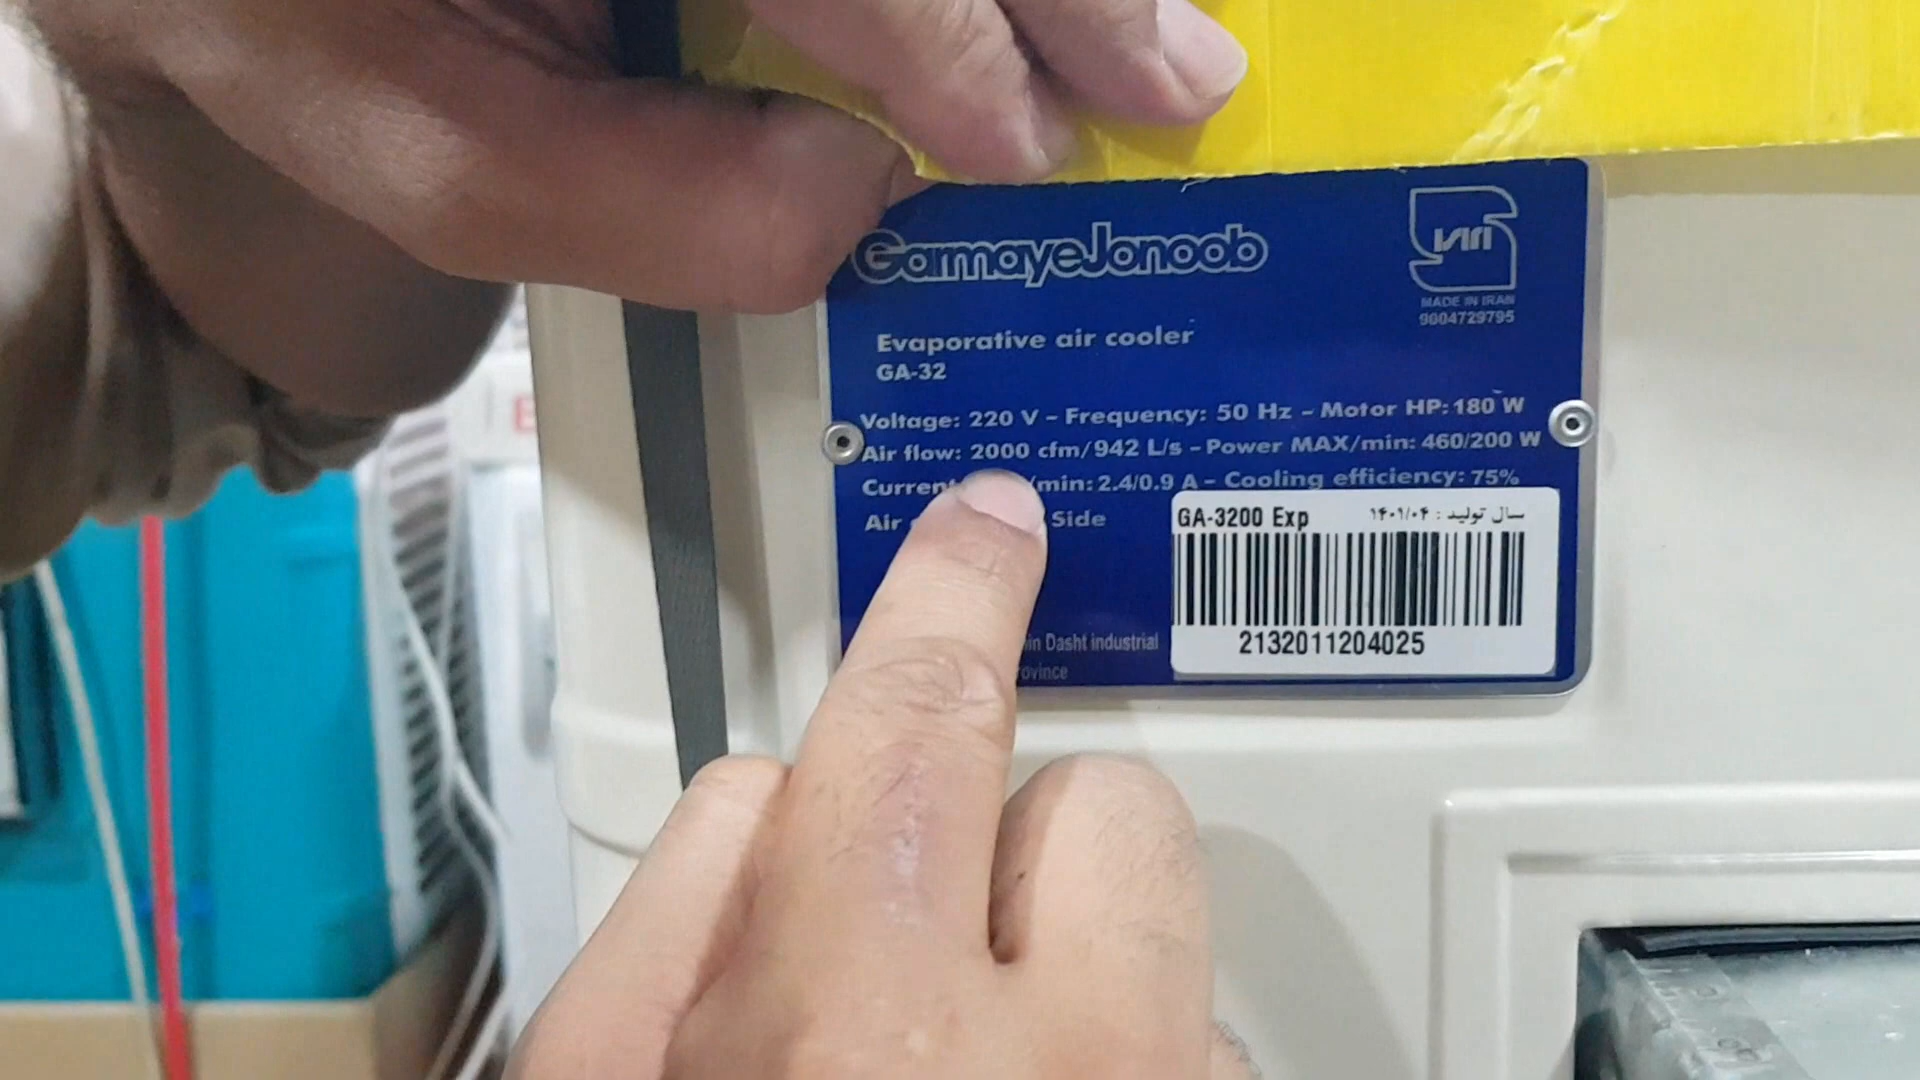 GarmayeJonoob
ISIRI
MADE IN IRAN
9004729795
Evaporative air cooler
GA-32
Voltage: 220 V – Frequency: 50 Hz – Motor HP: 180 W
Air flow: 2000 cfm/942 L/s – Power MAX/min: 460/200 W
Current /min: 2.4/0.9 A – Cooling efficiency: 75%
Air Side
GA-3200 Exp
سال تولید : ۱۴۰۱/۰۴
2132011204025
Dasht industrial